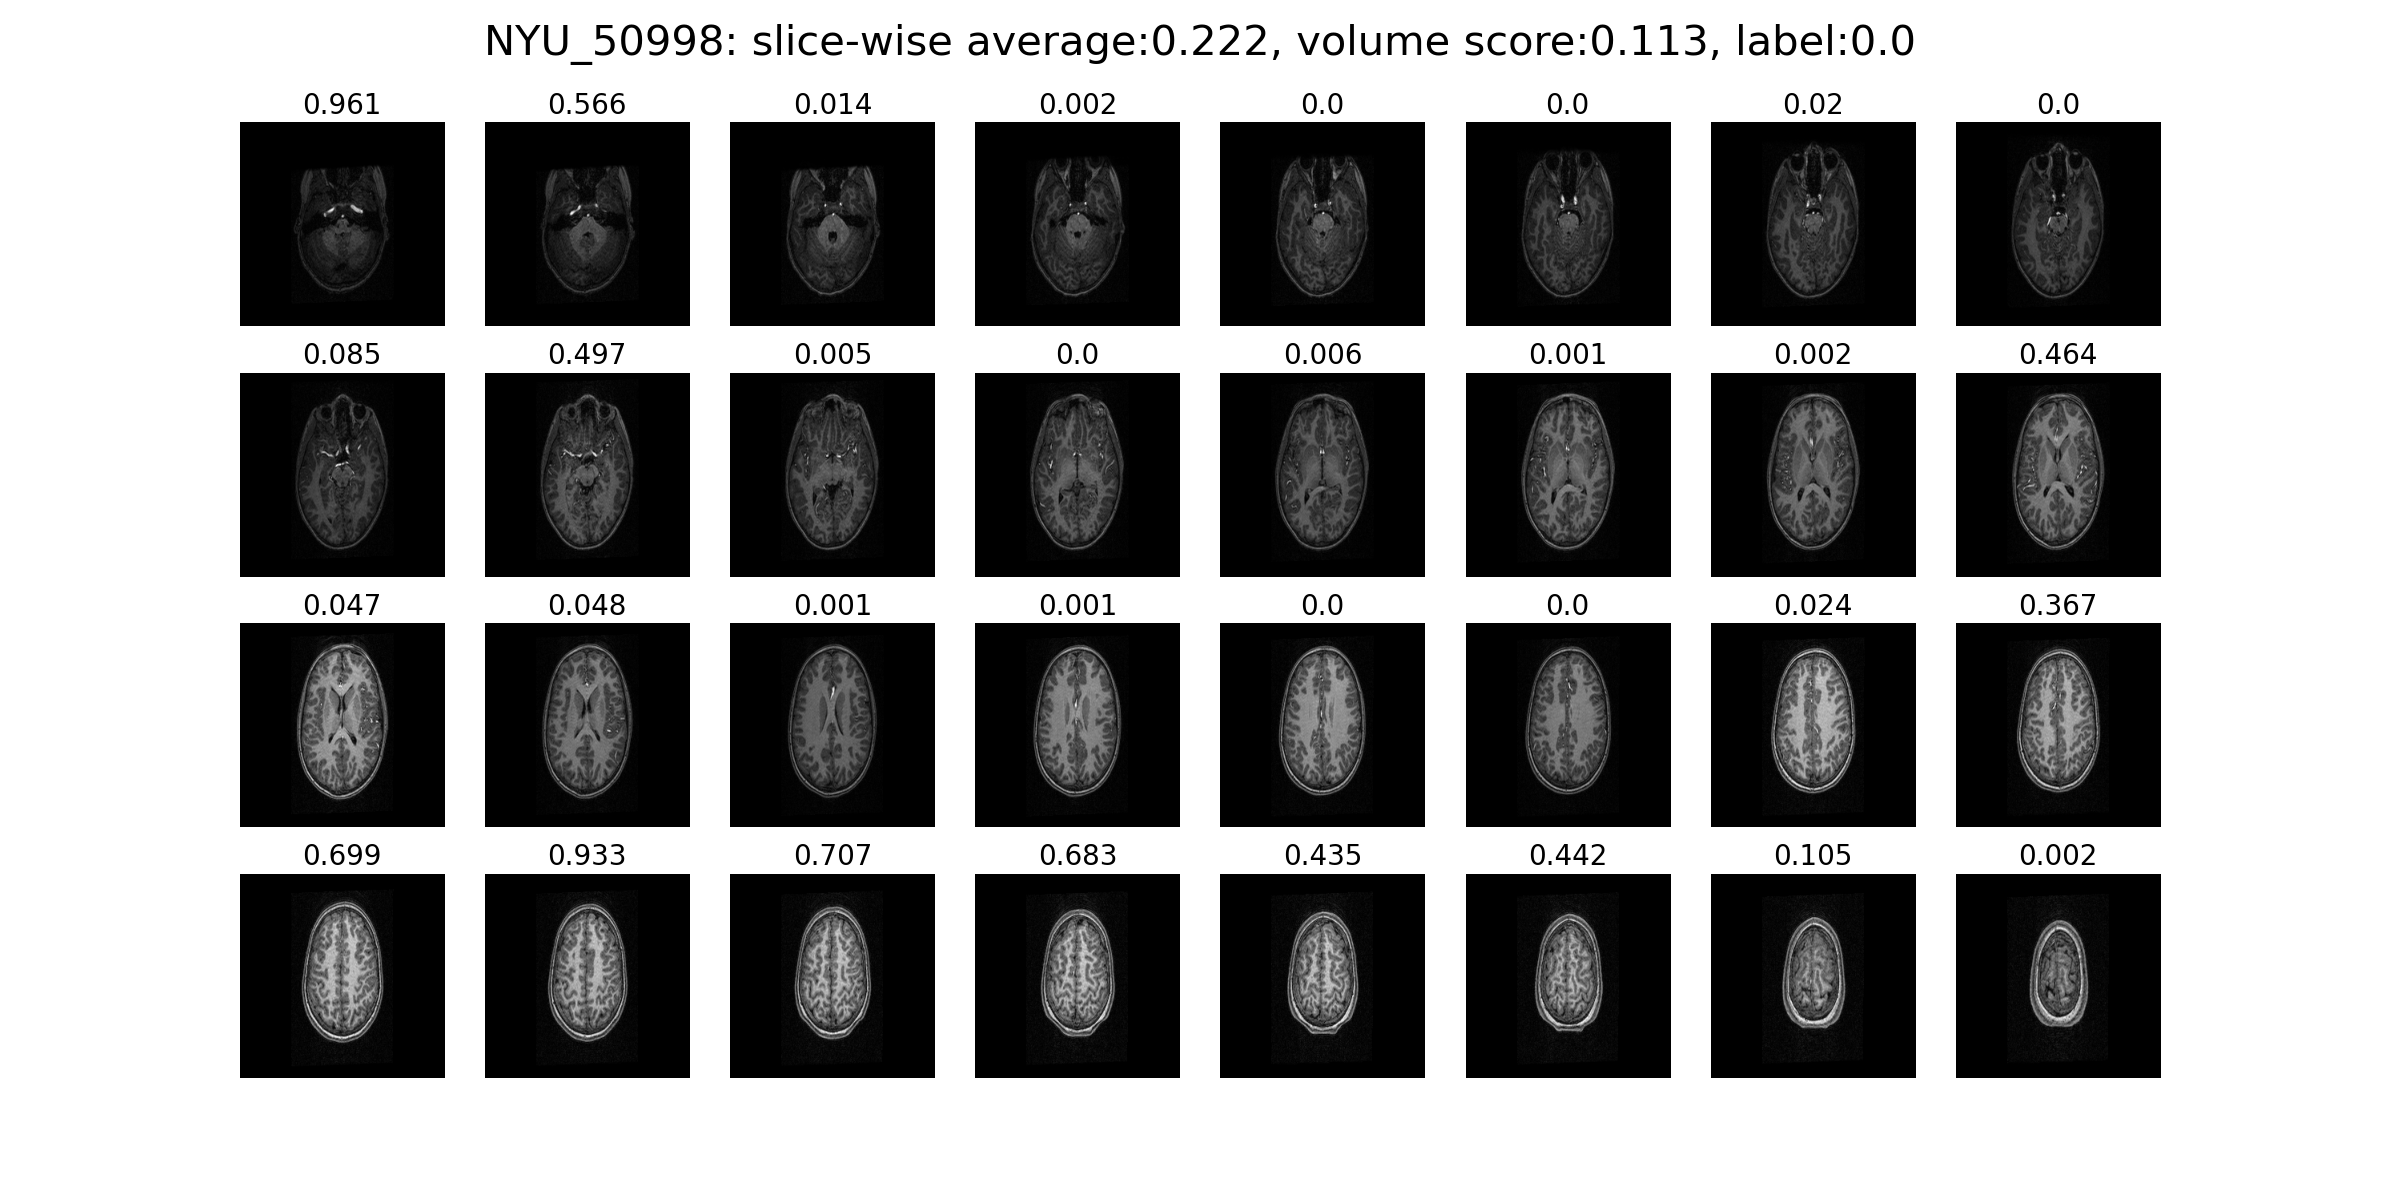 NYU_50998: slice-wise average:0.222, volume score:0.113, label:0.0
0.961 0.566 0.014 0.002 0.0 0.0 0.02 0.0
0.085 0.497 0.005 0.0 0.006 0.001 0.002 0.464
0.047 0.048 0.001 0.001 0.0 0.0 0.024 0.367
0.699 0.933 0.707 0.683 0.435 0.442 0.105 0.002